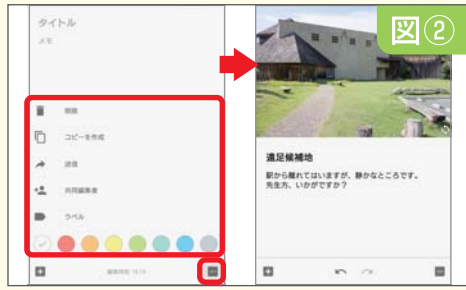 図②
タイトル
メモ
削除
コピーを作成
送信
共同編集者
ラベル
遠足候補地
駅から離れてはいますが、静かなところです。
先生方、いかがですか？